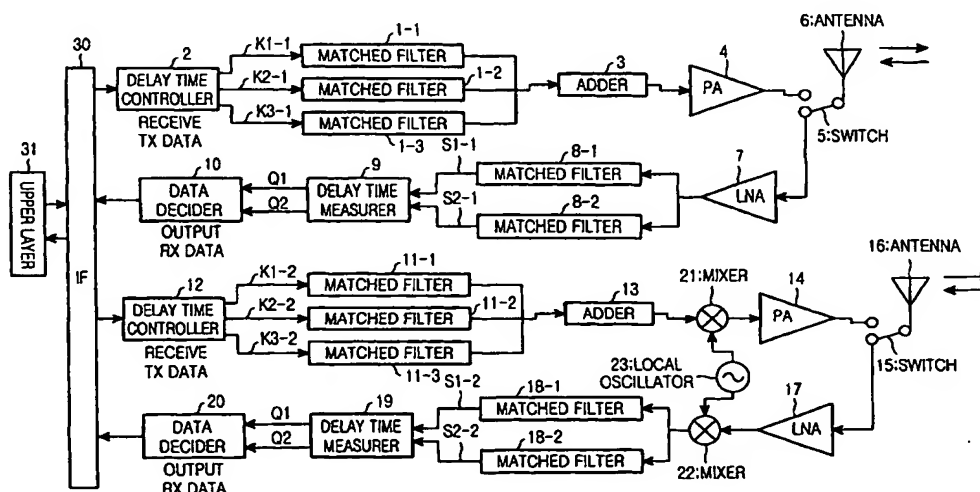 30
2
DELAY TIME
CONTROLLER
RECEIVE
TX DATA
K1-1
K2-1
K3-1
1-1
MATCHED FILTER
1-2
MATCHED FILTER
MATCHED FILTER
1-3
3
ADDER
4
PA
6:ANTENNA
5:SWITCH
31
UPPER LAYER
IF
10
DATA
DECIDER
OUTPUT
RX DATA
Q1
Q2
9
DELAY TIME
MEASURER
S1-1
S2-1
8-1
MATCHED FILTER
8-2
MATCHED FILTER
7
LNA
12
DELAY TIME
CONTROLLER
RECEIVE
TX DATA
K1-2
K2-2
K3-2
11-1
MATCHED FILTER
11-2
MATCHED FILTER
MATCHED FILTER
11-3
13
ADDER
21:MIXER
14
PA
16:ANTENNA
15:SWITCH
23:LOCAL
OSCILLATOR
20
DATA
DECIDER
OUTPUT
RX DATA
Q1
Q2
19
DELAY TIME
MEASURER
S1-2
S2-2
18-1
MATCHED FILTER
18-2
MATCHED FILTER
22:MIXER
17
LNA